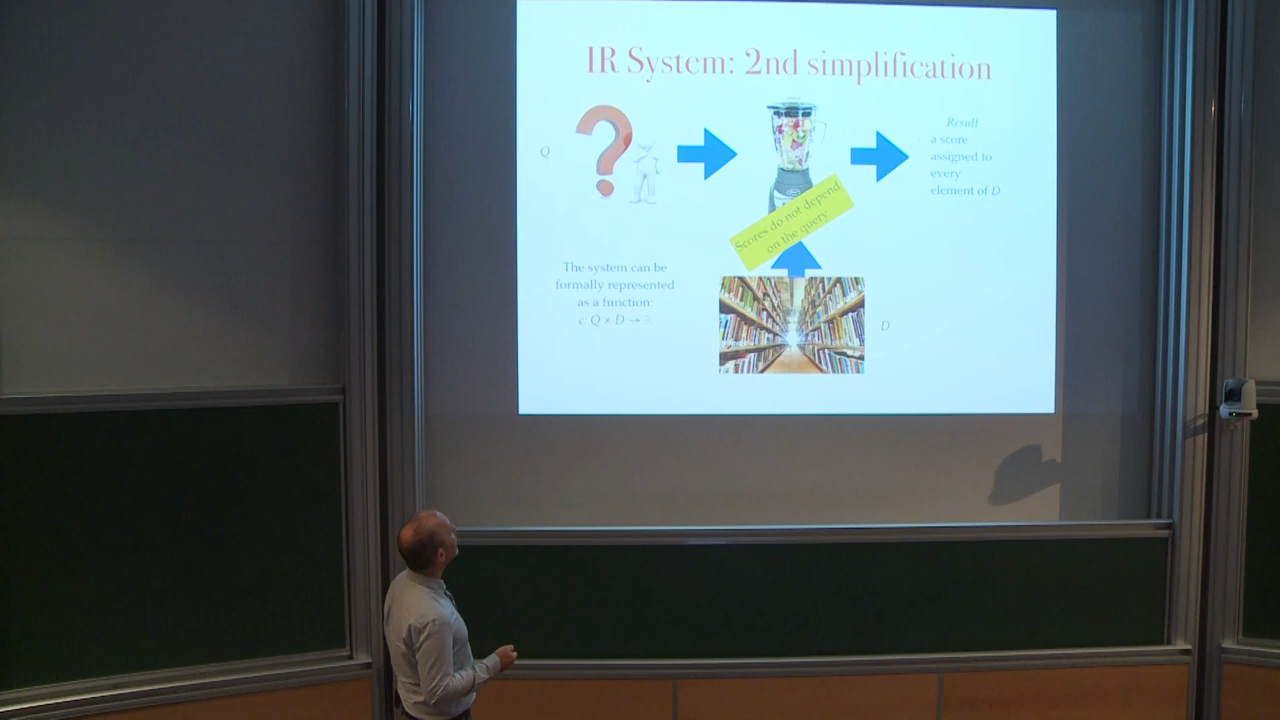 IR System: 2nd simplification
Q
Result
a score
assigned to
every
element of D
Scores do not depend
on the query
The system can be
formally represented
as a function:
c: Q × D →
D